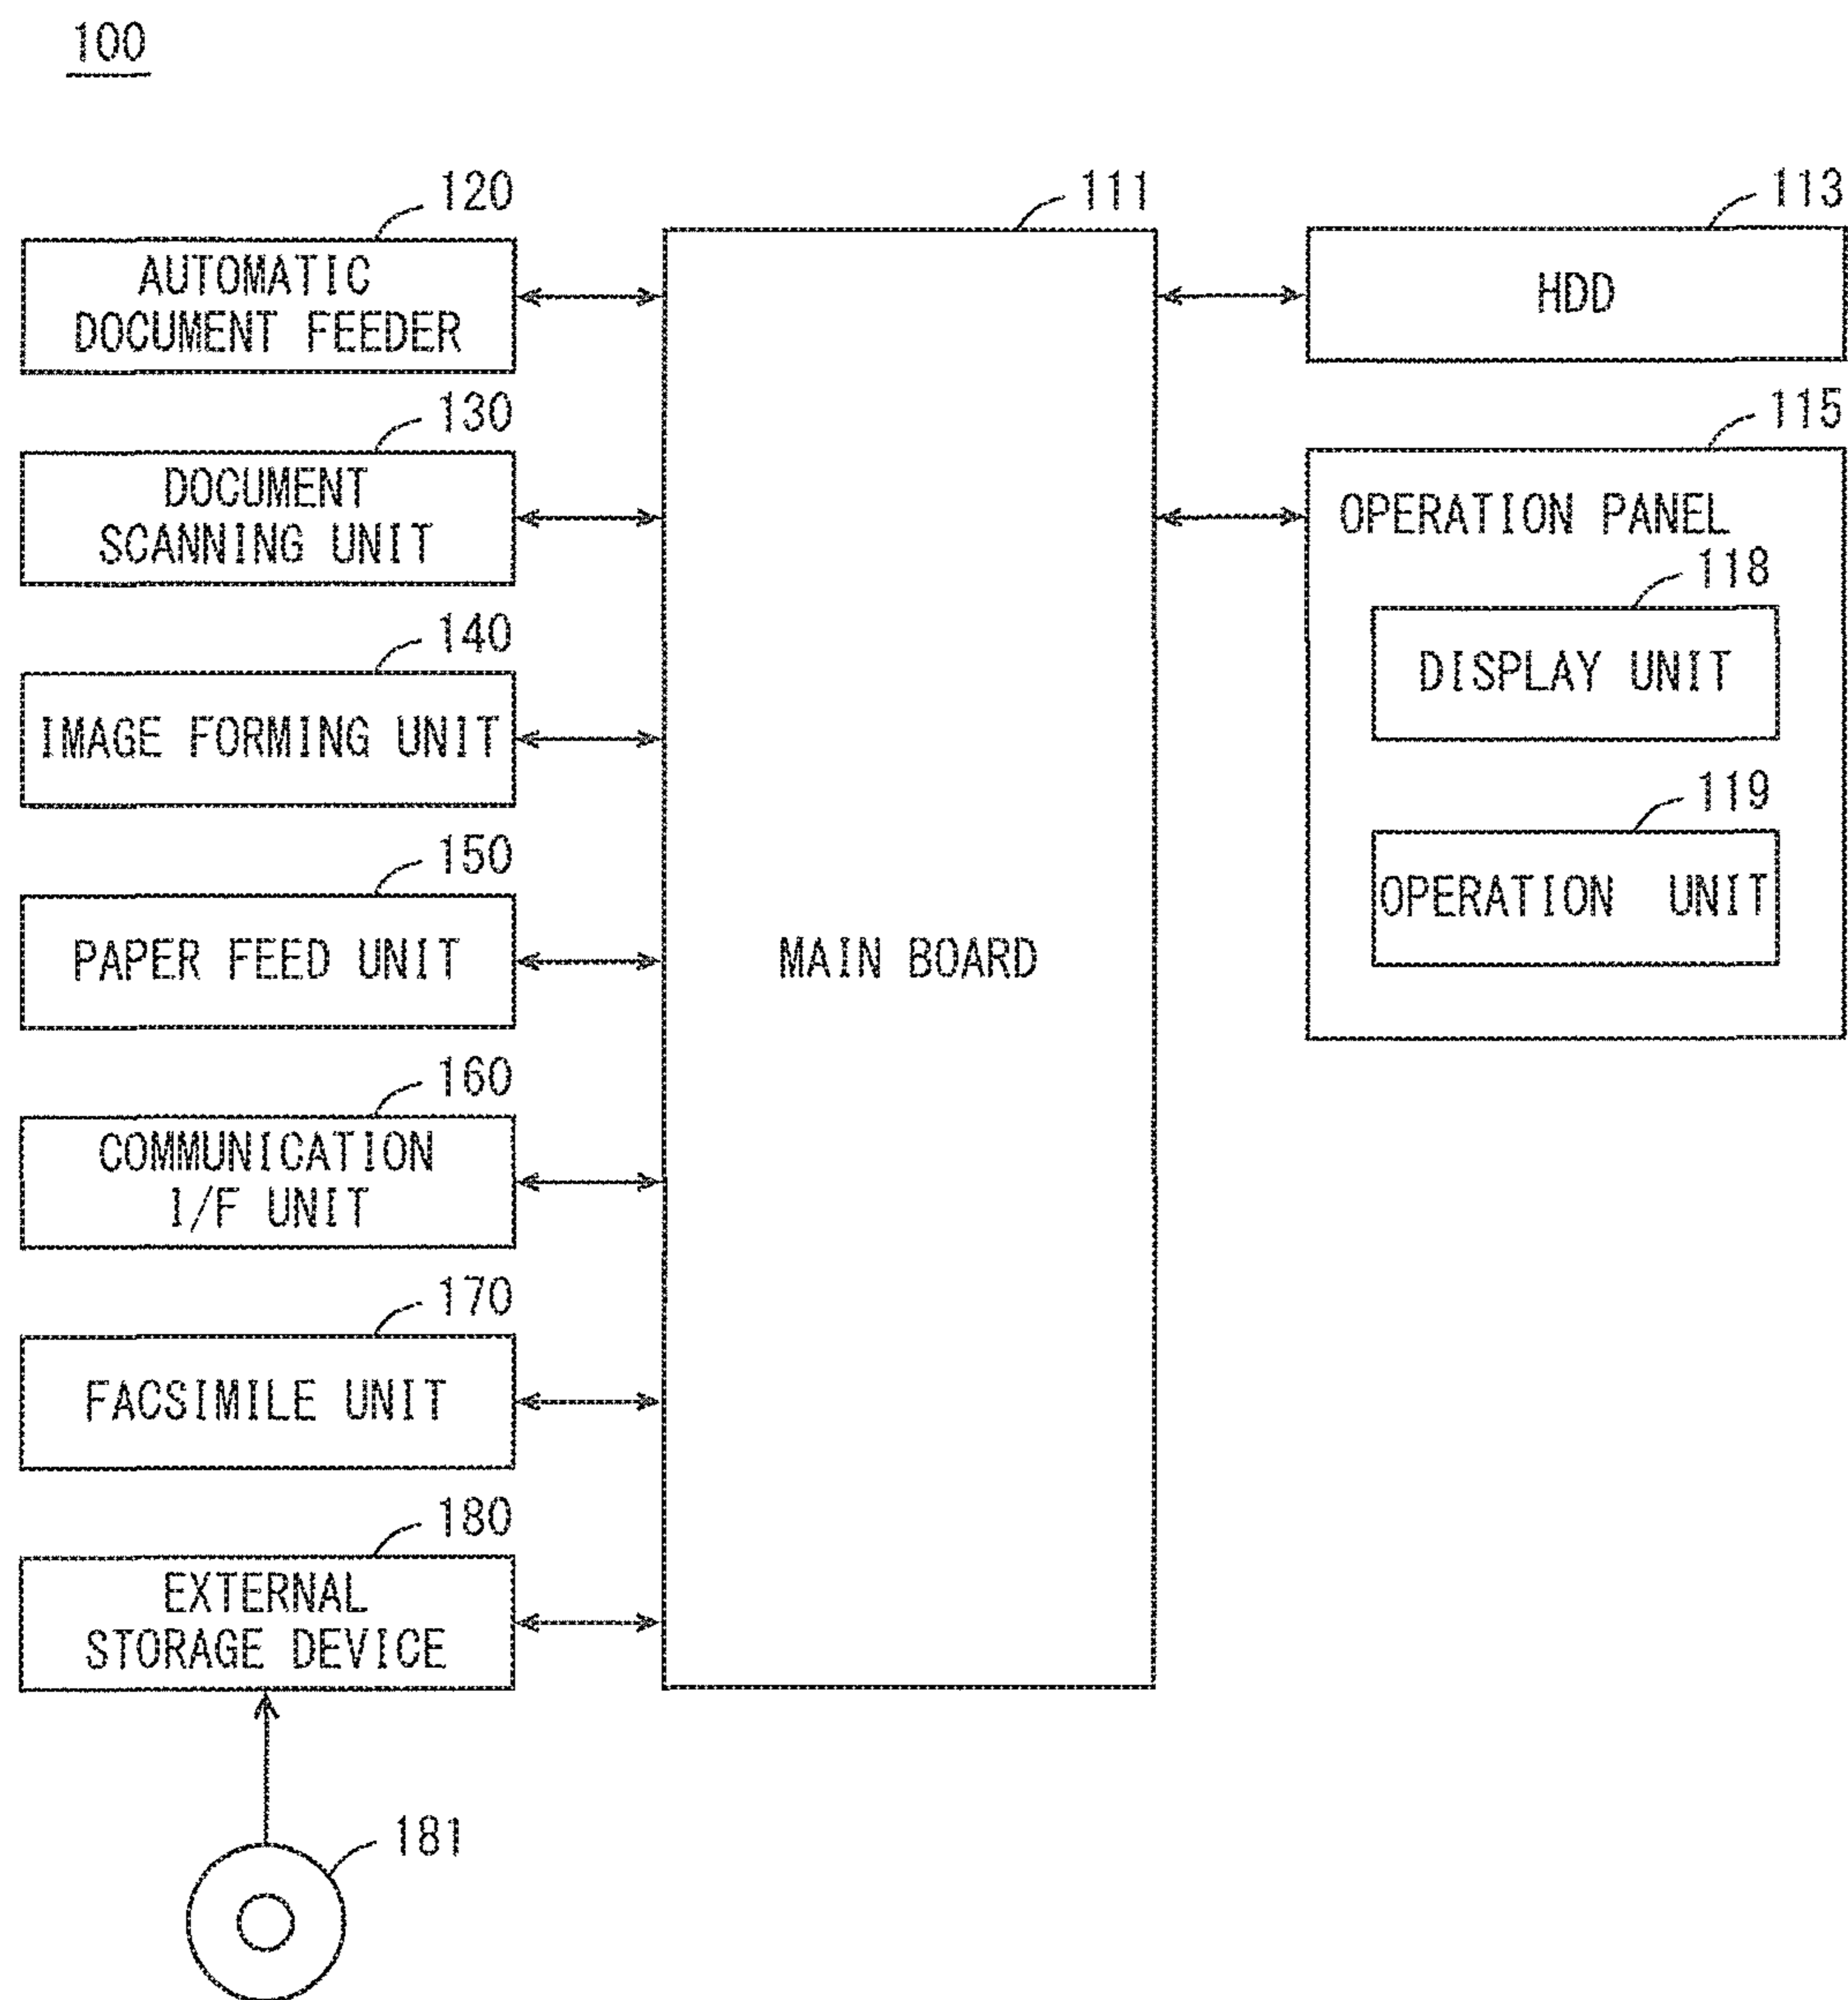 100
120
AUTOMATIC
DOCUMENT FEEDER
130
DOCUMENT
SCANNING UNIT
140
IMAGE FORMING UNIT
150
PAPER FEED UNIT
160
COMMUNICATION
I/F UNIT
170
FACSIMILE UNIT
180
EXTERNAL
STORAGE DEVICE
181
111
MAIN BOARD
113
HDD
115
OPERATION PANEL
118
DISPLAY UNIT
119
OPERATION UNIT